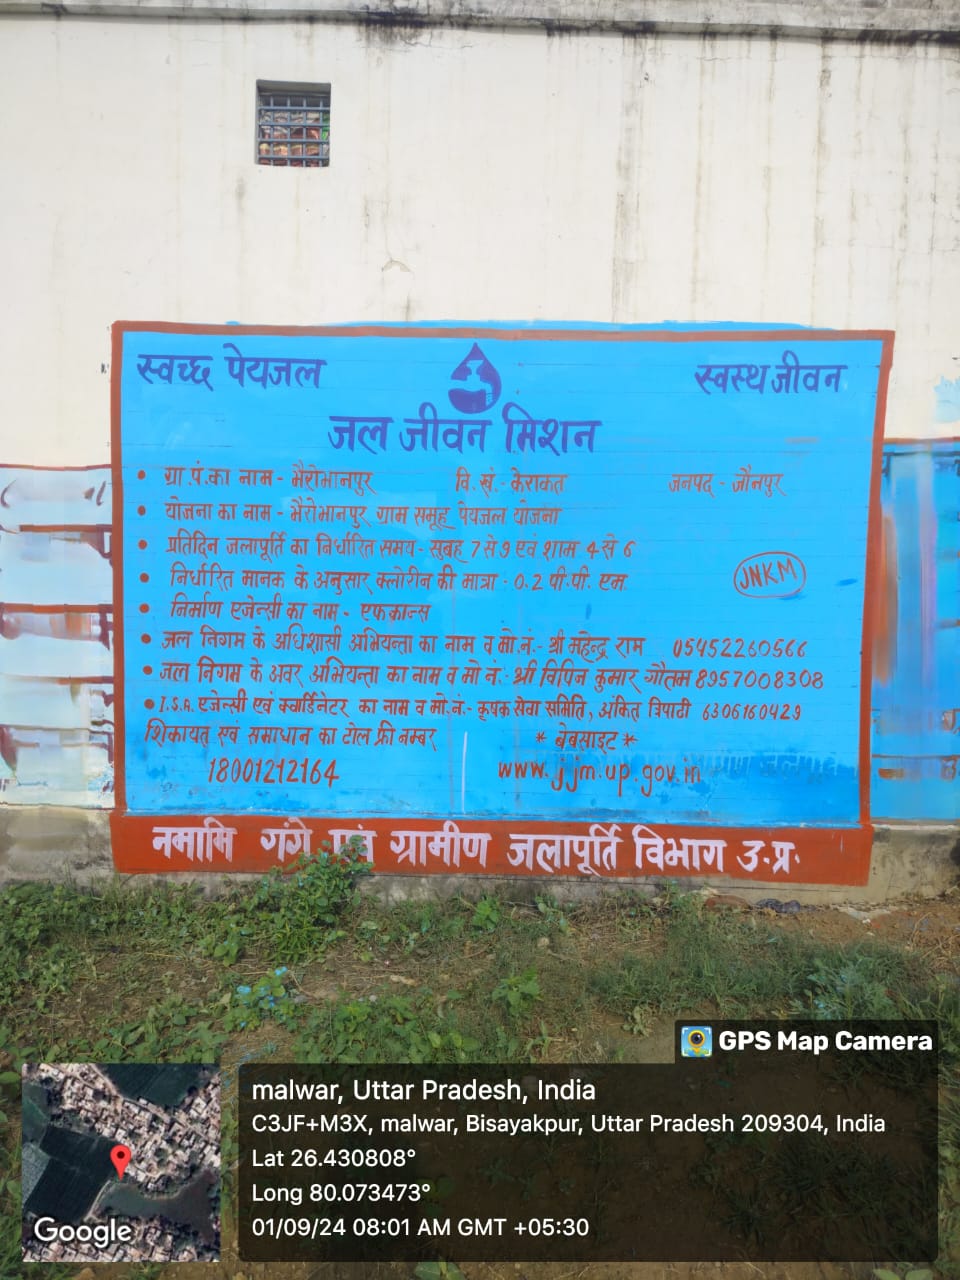 स्वच्छ पेयजल स्वस्थ जीवन
जल जीवन मिशन
• ग्रा.पं.का नाम - भैरोभानपुर वि.खं.- केराकत जनपद - जौनपुर
• योजना का नाम - भैरोभानपुर ग्राम समूह पेयजल योजना
• प्रतिदिन जलापूर्ति का निर्धारित समय - सुबह 7 से 9 एवं शाम 4 से 6
• निर्धारित मानक के अनुसार क्लोरीन की मात्रा - 0.2 पी.पी. एम.
JNKM
• निर्माण एजेन्सी का नाम - एफक्रान्स
• जल निगम के अधिशासी अभियन्ता का नाम व मो.नं.- श्री महेन्द्र राम 05452260566
• जल निगम के अवर अभियन्ता का नाम व मो नं.- श्री विपिन कुमार गौतम 8957008308
• I.S.A. एजेन्सी एवं क्वार्डिनेटर का नाम व मो.नं.- कृषक सेवा समिति, अंकित त्रिपाठी 6306160429
शिकायत एवं समाधान का टोल फ्री नम्बर * बेबसाइट *
18001212164 www.jjm.up.gov.in
नमामि गंगे एवं ग्रामीण जलापूर्ति विभाग उ.प्र.
GPS Map Camera
malwar, Uttar Pradesh, India
C3JF+M3X, malwar, Bisayakpur, Uttar Pradesh 209304, India
Lat 26.430808°
Long 80.073473°
01/09/24 08:01 AM GMT +05:30
Google